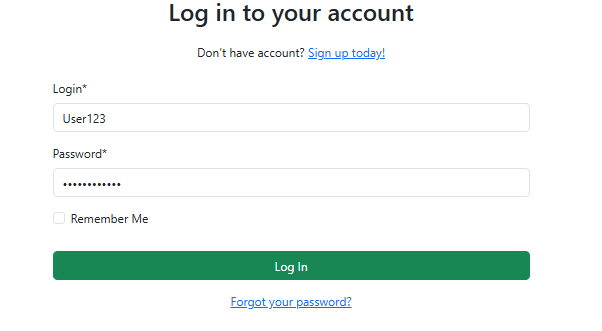 Log in to your account
Don't have account? Sign up today!
Login*
User123
Password*
••••••••••••
Remember Me
Log In
Forgot your password?